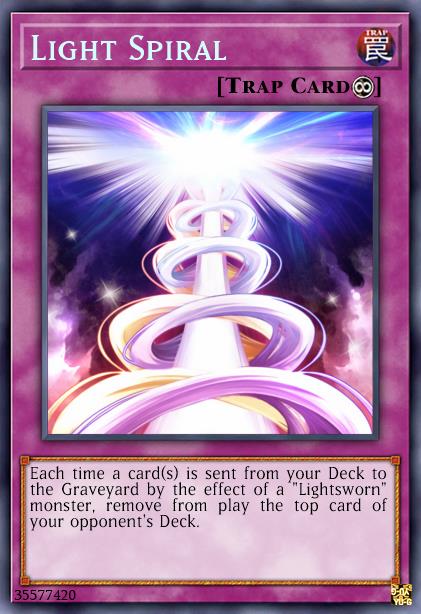 Light Spiral
TRAP
罠
[Trap Card]
Each time a card(s) is sent from your Deck to
the Graveyard by the effect of a "Lightsworn"
monster, remove from play the top card of
your opponent's Deck.
35577420